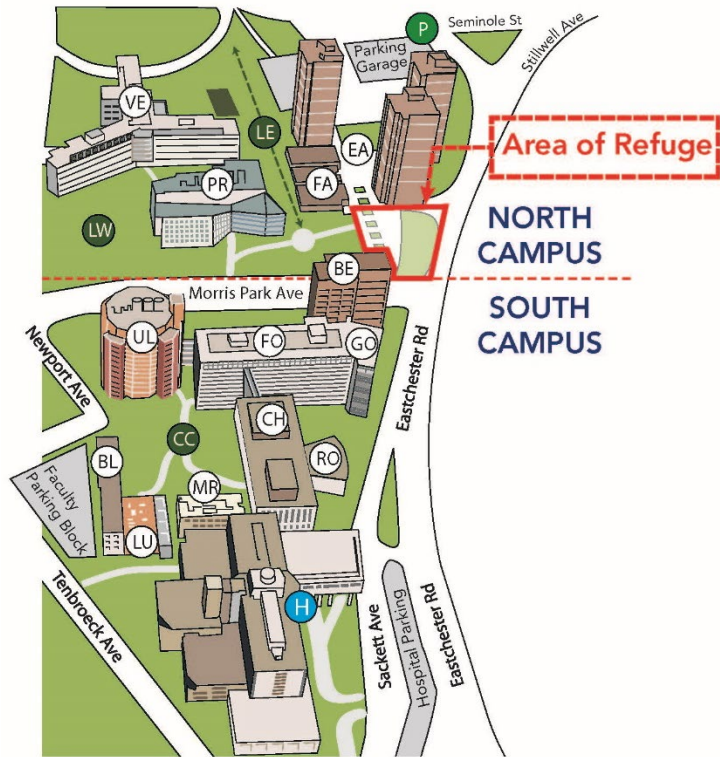 P
Seminole St
Stillwell Ave
Parking
Garage
VE
LE
EA
Area of Refuge
PR
FA
LW
NORTH
CAMPUS
BE
Morris Park Ave
SOUTH
CAMPUS
UL
FO
GO
Newport Ave
Eastchester Rd
CH
CC
BL
RO
Faculty
Parking Block
MR
LU
Tenbroeck Ave
H
Sackett Ave
Hospital Parking
Eastchester Rd